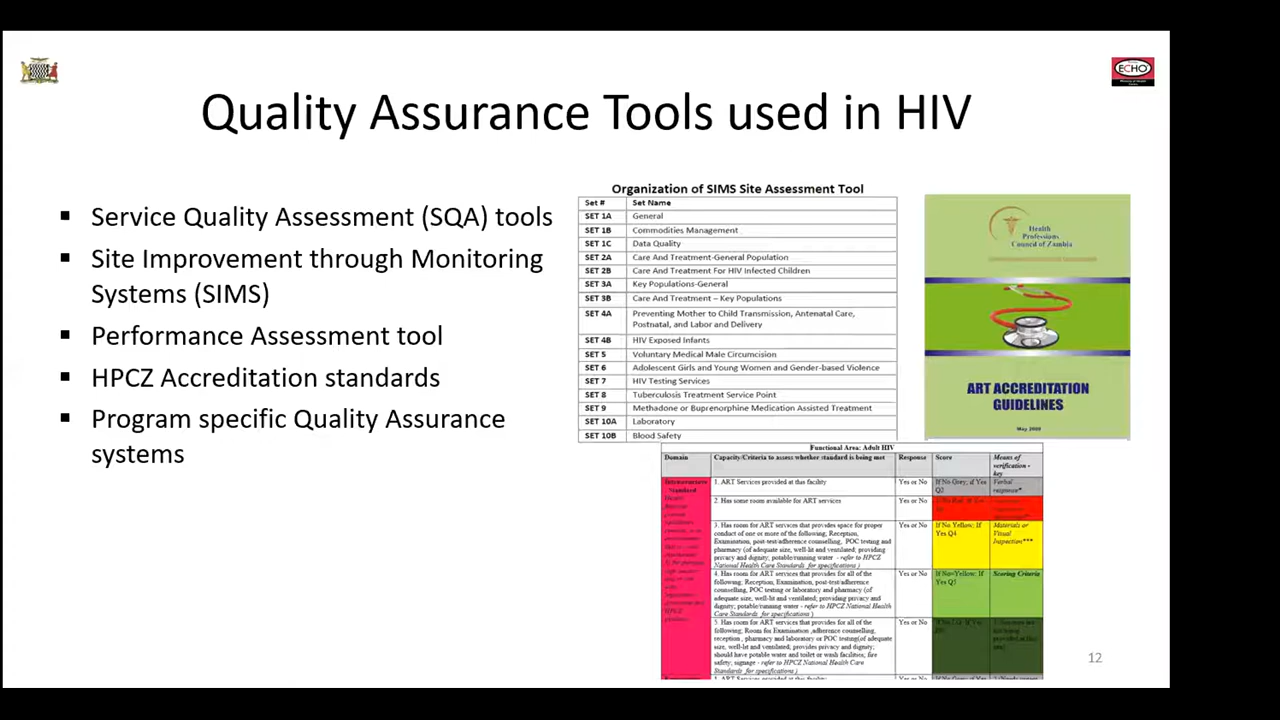 ECHO
Quality Assurance Tools used in HIV
▪ Service Quality Assessment (SQA) tools
▪ Site Improvement through Monitoring
Systems (SIMS)
▪ Performance Assessment tool
▪ HPCZ Accreditation standards
▪ Program specific Quality Assurance
systems
Organization of SIMS Site Assessment Tool
Set # Set Name
SET 1A General
SET 1B Commodities Management
SET 1C Data Quality
SET 2A Care And Treatment-General Population
SET 2B Care And Treatment For HIV Infected Children
SET 3A Key Populations-General
SET 3B Care And Treatment – Key Populations
SET 4A Preventing Mother to Child Transmission, Antenatal Care,
Postnatal, and Labor and Delivery
SET 4B HIV Exposed Infants
SET 5 Voluntary Medical Male Circumcision
SET 6 Adolescent Girls and Young Women and Gender-based Violence
SET 7 HIV Testing Services
SET 8 Tuberculosis Treatment Service Point
SET 9 Methadone or Buprenorphine Medication Assisted Treatment
SET 10A Laboratory
SET 10B Blood Safety
Health
Professions
Council of Zambia
ART ACCREDITATION
GUIDELINES
Functional Area: Adult HIV
Domain Capacity/Criteria to assess whether standard is being met Response Score Means of
verification -
key
1. ART Services provided at this facility Yes or No If No Grey; if Yes
Q2 Verbal
response*
2. Has some room available for ART services Yes or No
3. Has room for ART services that provides space for proper
conduct of one or more of the following; Reception,
Examination, post-test/adherence counselling, POC testing and
pharmacy (of adequate size, well-lit and ventilated; providing
privacy and dignity; potable/running water - refer to HPCZ
National Health Care Standards for specifications )
Yes or No If No Yellow; If
Yes Q4 Materials or
Visual
Inspection***
4. Has room for ART services that provides for all of the
following; Reception, Examination, post-test/adherence
counselling, POC testing or laboratory and pharmacy (of
adequate size, well-lit and ventilated; providing privacy and
dignity; potable/running water - refer to HPCZ National Health
Care Standards for specifications )
Yes or No If No=Yellow; If
Yes Q5 Scoring Criteria
5. Has room for ART services that provides for all of the
following; Room for Examination ,adherence counselling,
reception , pharmacy and laboratory or POC testing(of adequate
size, well-lit and ventilated, provides privacy and dignity;
should have potable water and toilet or wash facilities; fire
safety, signage - refer to HPCZ National Health Care
Standards for specifications )
Yes or No
12